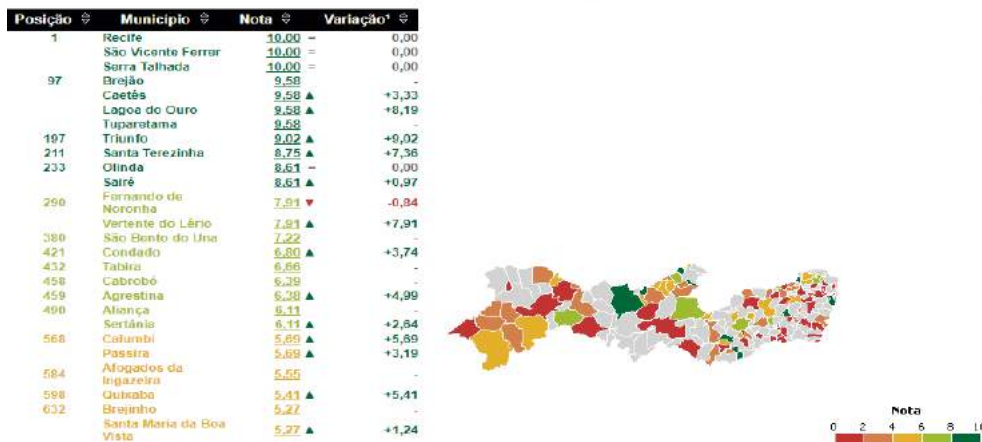 Posição Município Nota Variação¹
1 Recife 10,00 = 0,00
São Vicente Ferrer 10,00 = 0,00
Serra Talhada 10,00 = 0,00
97 Brejão 9,58 -
Caetés 9,58 ▲ +3,33
Lagoa do Ouro 9,58 ▲ +8,19
Tuparetama 9,58 -
197 Triunfo 9,02 ▲ +9,02
211 Santa Terezinha 8,75 ▲ +7,36
233 Olinda 8,61 = 0,00
Sairé 8,61 ▲ +0,97
290 Fernando de
Noronha 7,91 ▼ -0,84
Vertente do Lério 7,91 ▲ +7,91
380 São Bento do Una 7,22 -
421 Condado 6,80 ▲ +3,74
432 Tabira 6,66 -
458 Cabrobó 6,39 -
459 Agrestina 6,38 ▲ +4,99
490 Aliança 6,11 -
Sertânia 6,11 ▲ +2,64
568 Calumbi 5,69 ▲ +5,69
Passira 5,69 ▲ +3,19
584 Afogados da
Ingazeira 5,55 -
598 Quixaba 5,41 ▲ +5,41
632 Brejinho 5,27 -
Santa Maria da Boa
Vista 5,27 ▲ +1,24
Nota
0 2 4 6 8 10